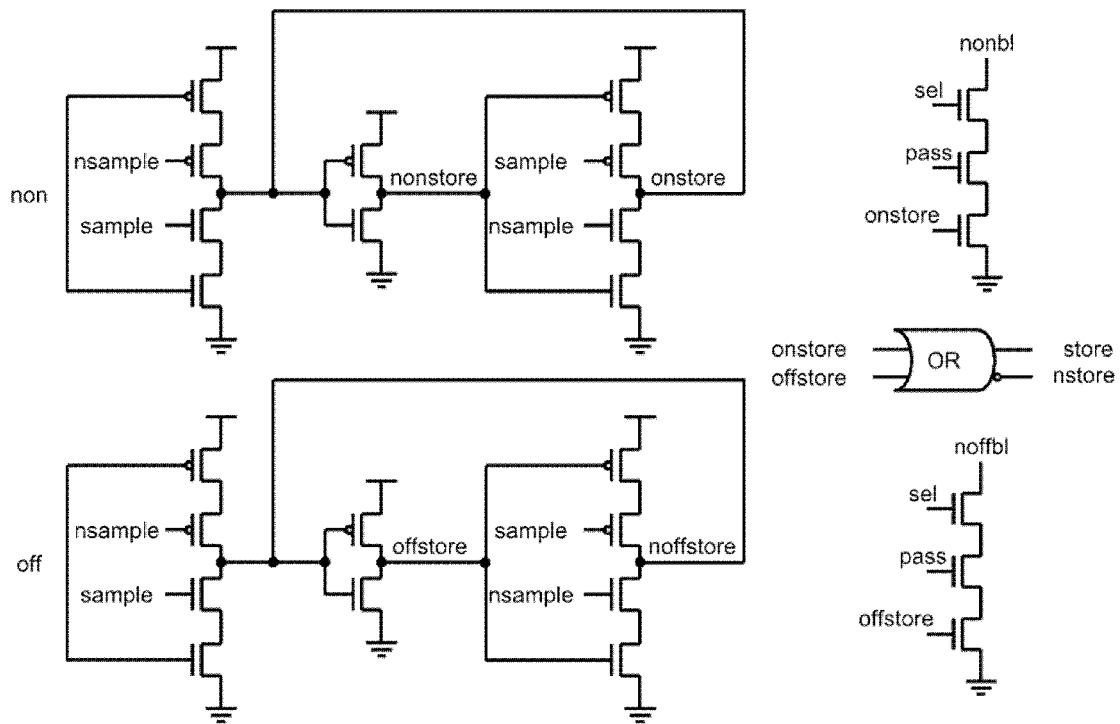 non
nsample
sample
nonstore
sample
nsample
onstore
nonbl
sel
pass
onstore
onstore
offstore
OR
store
nstore
off
nsample
sample
offstore
sample
nsample
noffstore
noffbl
sel
pass
offstore